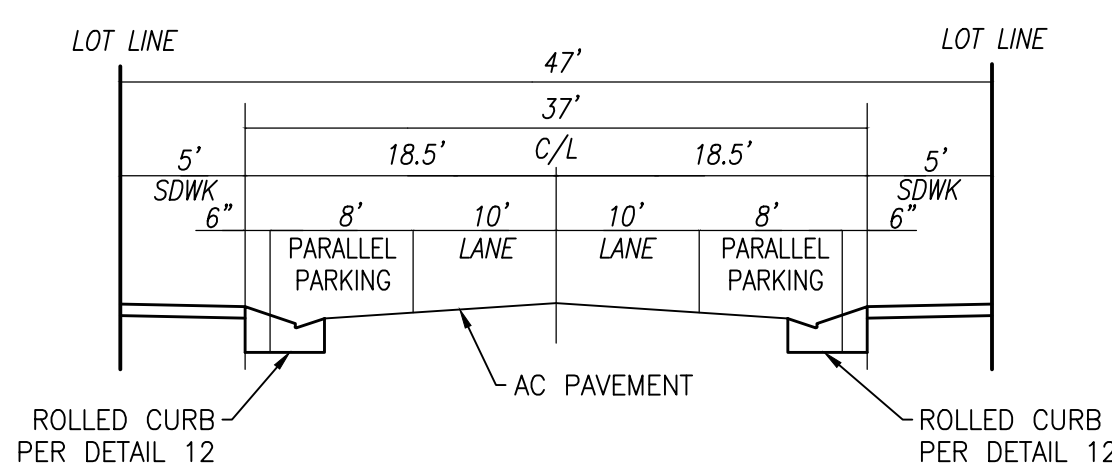 LOT LINE
LOT LINE
47'
37'
5'
18.5'
C/L
18.5'
5'
SDWK
SDWK
6"
8'
10'
10'
8'
6"
PARALLEL
PARKING
LANE
LANE
PARALLEL
PARKING
AC PAVEMENT
ROLLED CURB
PER DETAIL 12
ROLLED CURB
PER DETAIL 12